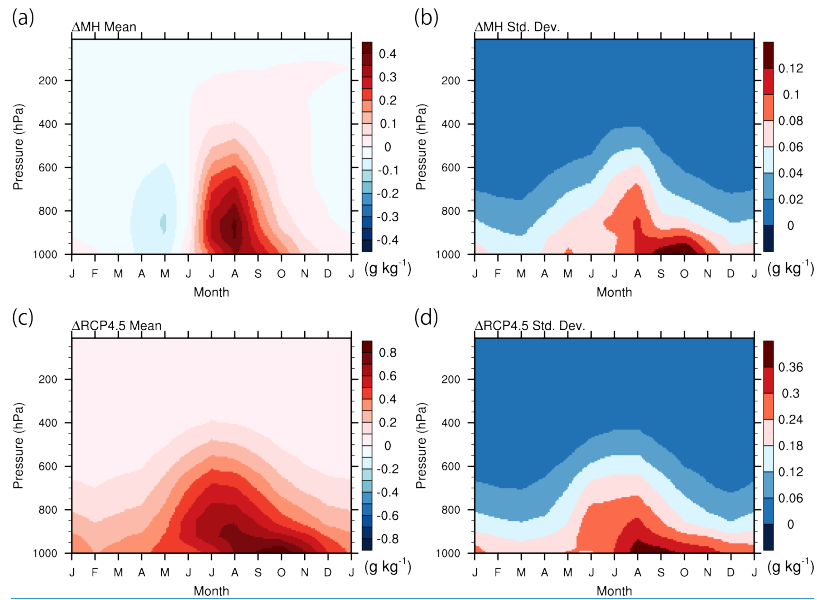 (a)
ΔMH Mean
Pressure (hPa)
200
400
600
800
1000
J F M A M J J A S O N D J
Month
0.4
0.3
0.2
0.1
0
-0.1
-0.2
-0.3
-0.4
(g kg⁻¹)
(b)
ΔMH Std. Dev.
Pressure (hPa)
200
400
600
800
1000
J F M A M J J A S O N D J
Month
0.12
0.1
0.08
0.06
0.04
0.02
0
(g kg⁻¹)
(c)
ΔRCP4.5 Mean
Pressure (hPa)
200
400
600
800
1000
J F M A M J J A S O N D J
Month
0.8
0.6
0.4
0.2
0
-0.2
-0.4
-0.6
-0.8
(g kg⁻¹)
(d)
ΔRCP4.5 Std. Dev.
Pressure (hPa)
200
400
600
800
1000
J F M A M J J A S O N D J
Month
0.36
0.3
0.24
0.18
0.12
0.06
0
(g kg⁻¹)